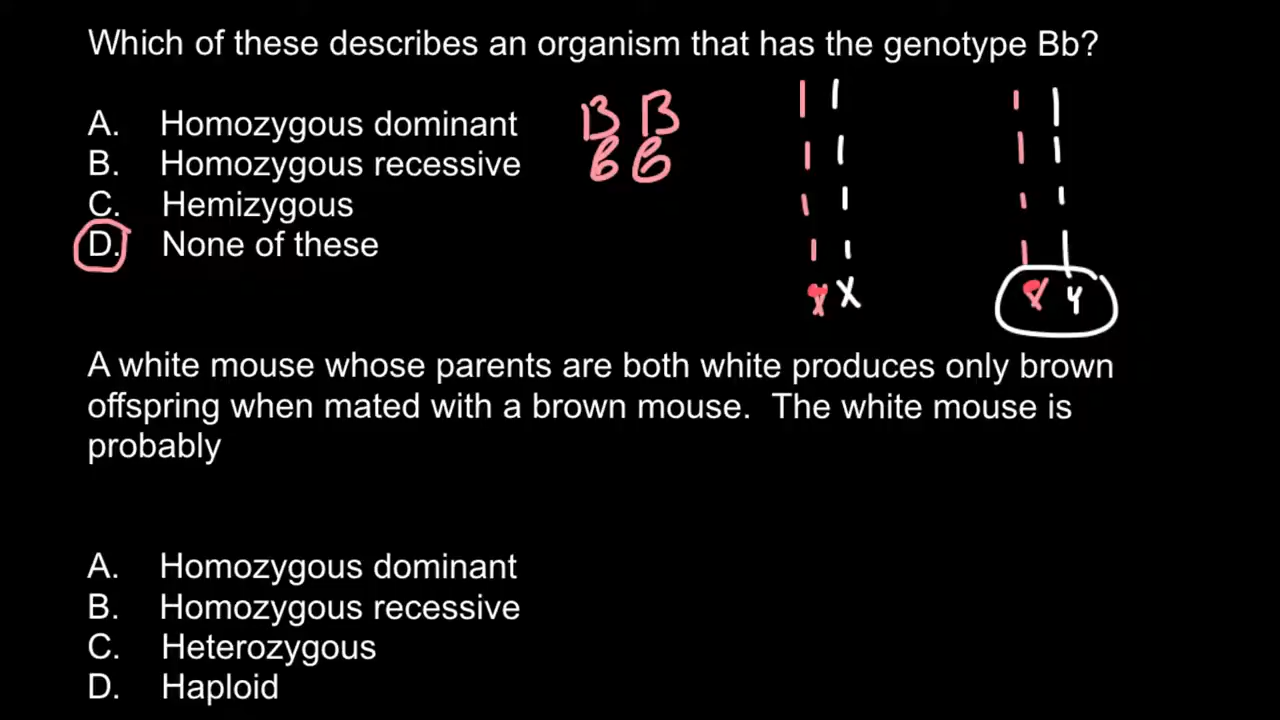 Which of these describes an organism that has the genotype Bb?
A. Homozygous dominant B B
B. Homozygous recessive b b
C. Hemizygous
D. None of these
X X
X Y
A white mouse whose parents are both white produces only brown
offspring when mated with a brown mouse. The white mouse is
probably
A. Homozygous dominant
B. Homozygous recessive
C. Heterozygous
D. Haploid